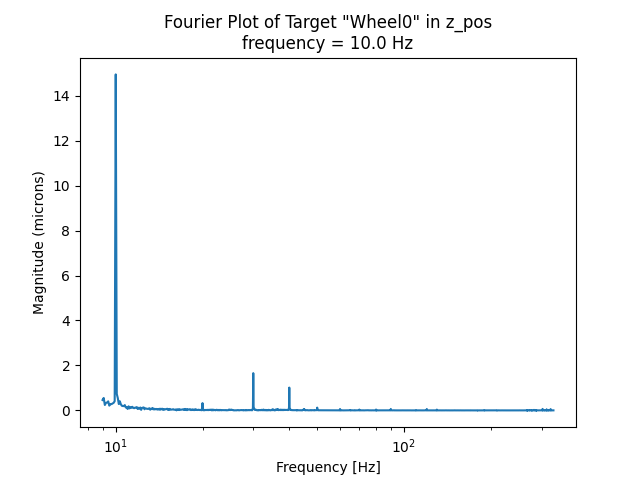 Fourier Plot of Target "Wheel0" in z_pos
frequency = 10.0 Hz
14
12
10
8
6
4
2
0
Magnitude (microns)
10¹
10²
Frequency [Hz]